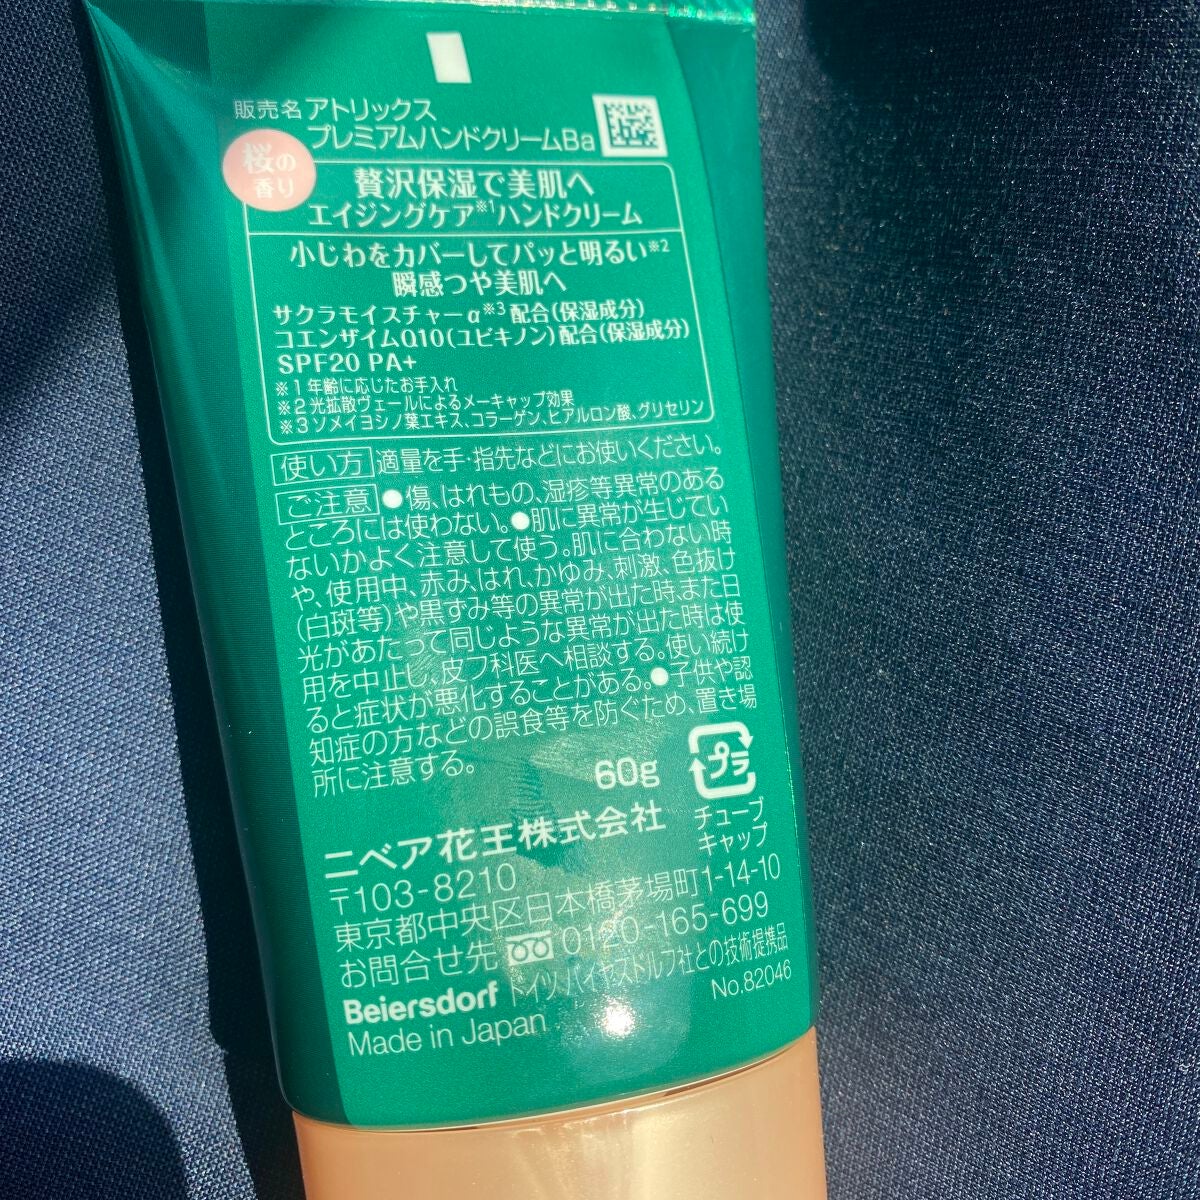 販売名 アトリックス
プレミアムハンドクリームBa
桜の
香り
贅沢保湿で美肌へ
エイジングケア※1ハンドクリーム
小じわをカバーしてパッと明るい※2
瞬感つや美肌へ
サクラモイスチャーα※3配合(保湿成分)
コエンザイムQ10(ユビキノン)配合(保湿成分)
SPF20 PA+
※1 年齢に応じたお手入れ
※2 光拡散ヴェールによるメーキャップ効果
※3 ソメイヨシノ葉エキス、コラーゲン、ヒアルロン酸、グリセリン
使い方 適量を手・指先などにお使いください。
ご注意 ●傷、はれもの、湿疹等異常のある
ところには使わない。●肌に異常が生じてい
ないかよく注意して使う。肌に合わない時
や、使用中、赤み、はれ、かゆみ、刺激、色抜け
(白斑等)や黒ずみ等の異常が出た時、また日
光があたって同じような異常が出た時は使
用を中止し、皮フ科医へ相談する。使い続け
ると症状が悪化することがある。●子供や認
知症の方などの誤食等を防ぐため、置き場
所に注意する。
60g
プラ
チューブ
キャップ
ニベア花王株式会社
〒103-8210
東京都中央区日本橋茅場町1-14-10
お問合せ先 0120-165-699
Beiersdorf ドイツ バイヤスドルフ社との技術提携品
Made in Japan
No.82046